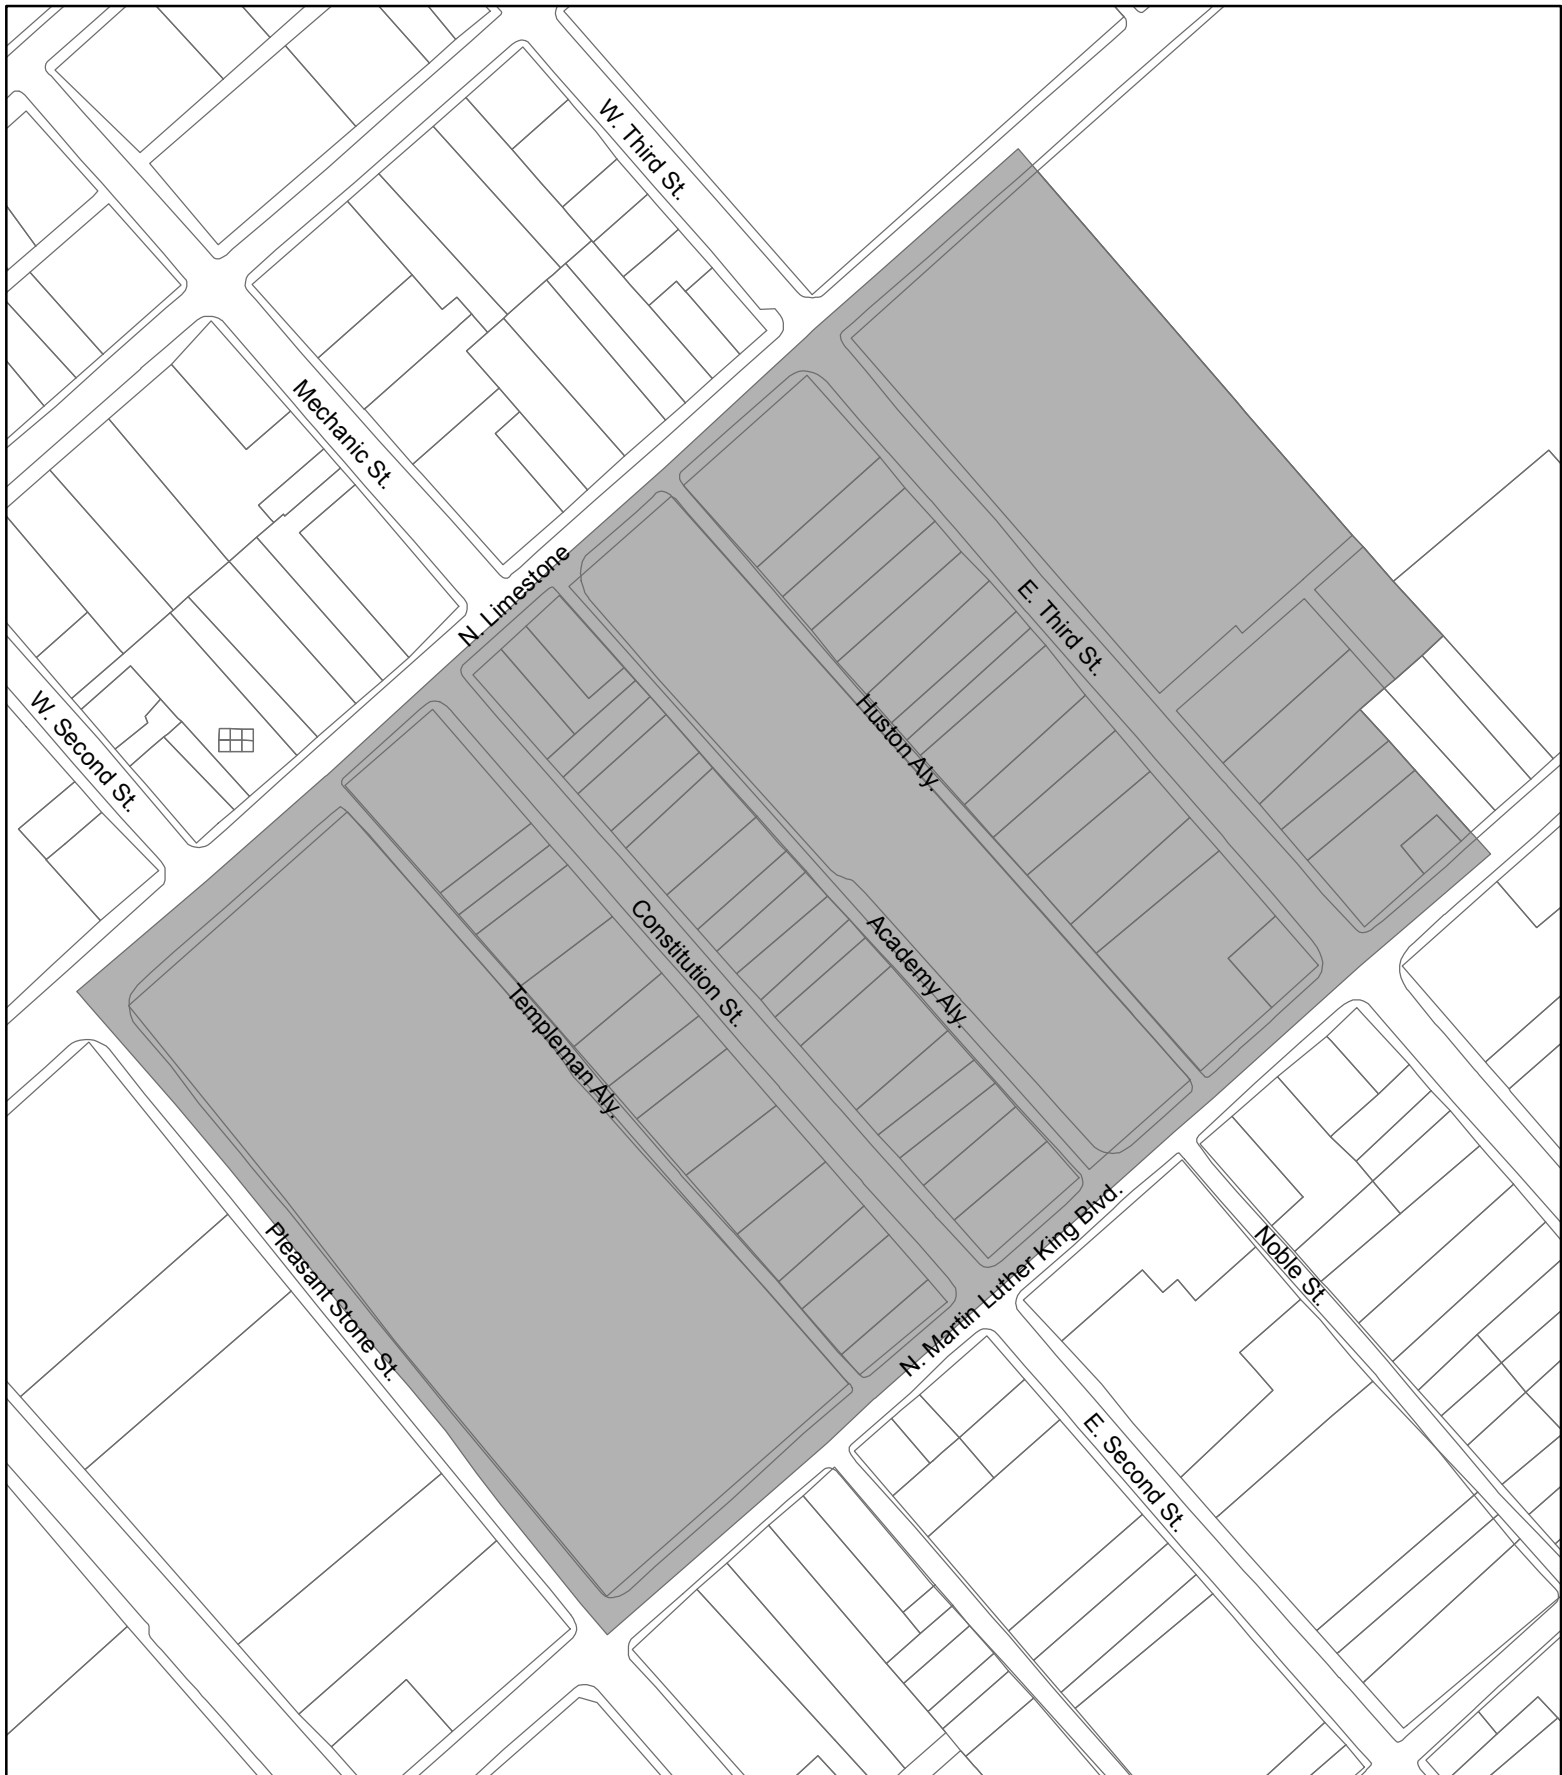 W. Third St.
Mechanic St.
N. Limestone
E. Third St.
W. Second St.
Huston Aly.
Constitution St.
Academy Aly.
Templeman Aly.
N. Martin Luther King Blvd.
Pleasant Stone St.
Noble St.
E. Second St.